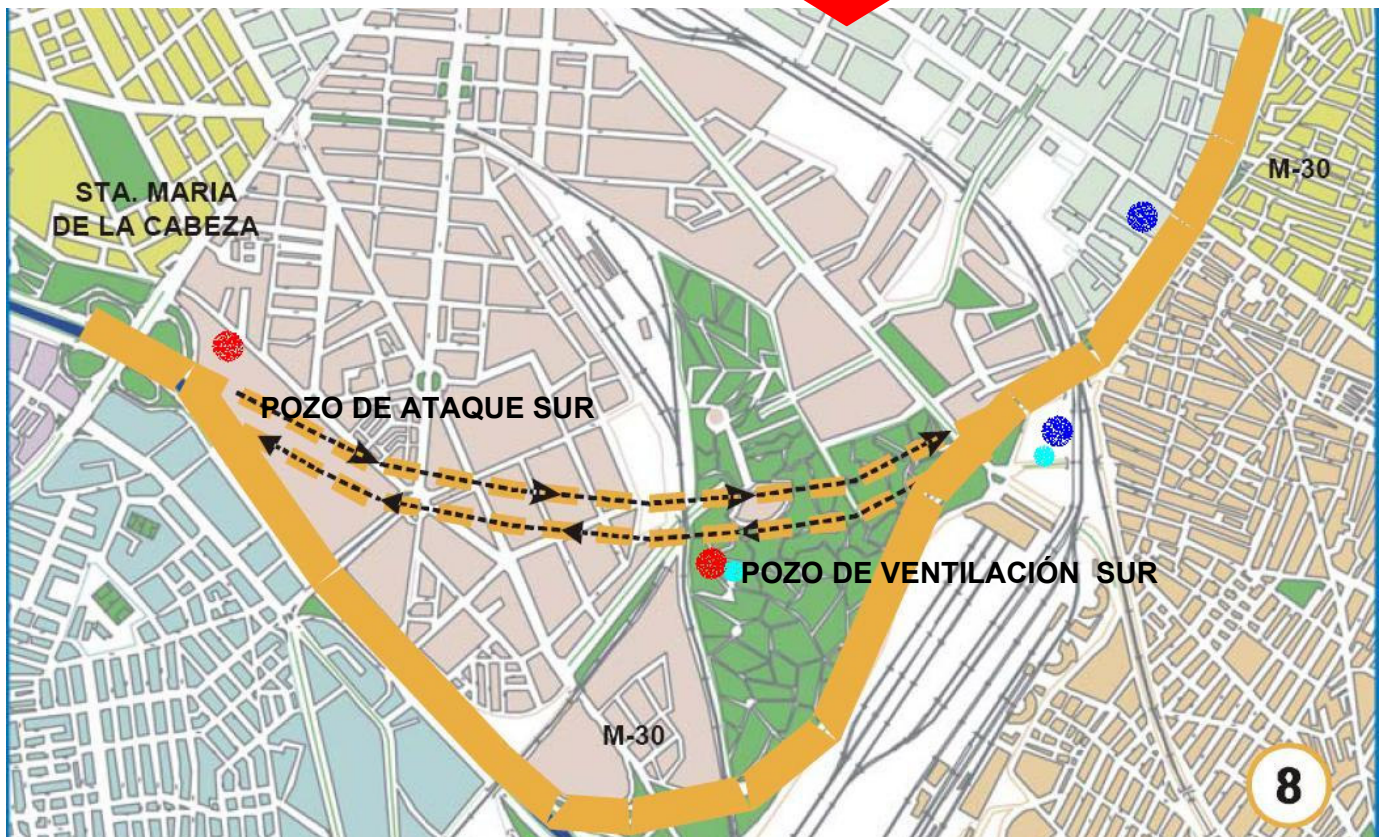 M-30
STA. MARIA
DE LA CABEZA
POZO DE ATAQUE SUR
POZO DE VENTILACIÓN SUR
M-30
8